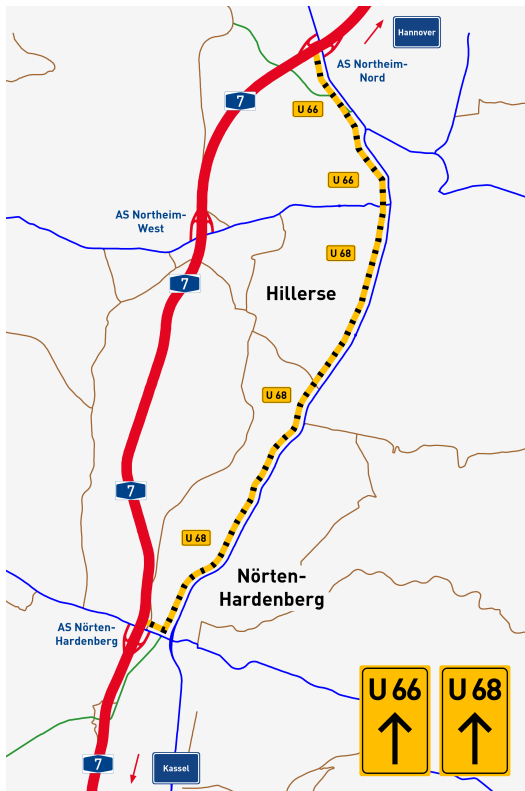 Hannover
AS Northeim-
Nord
7
U 66
U 66
AS Northeim-
West
U 68
7
Hillerse
U 68
7
U 68
Nörten-
Hardenberg
AS Nörten-
Hardenberg
U 66
U 68
7
Kassel